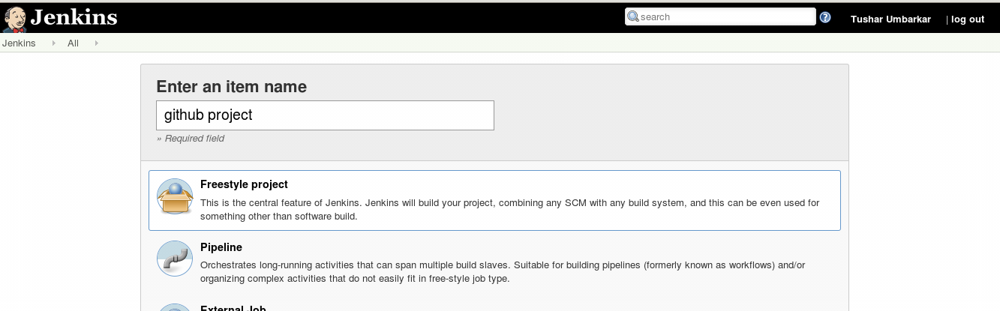 Jenkins
search
Tushar Umbarkar | log out
Jenkins All
Enter an item name
github project
» Required field
Freestyle project
This is the central feature of Jenkins. Jenkins will build your project, combining any SCM with any build system, and this can be even used for
something other than software build.
Pipeline
Orchestrates long-running activities that can span multiple build slaves. Suitable for building pipelines (formerly known as workflows) and/or
organizing complex activities that do not easily fit in free-style job type.
External Job